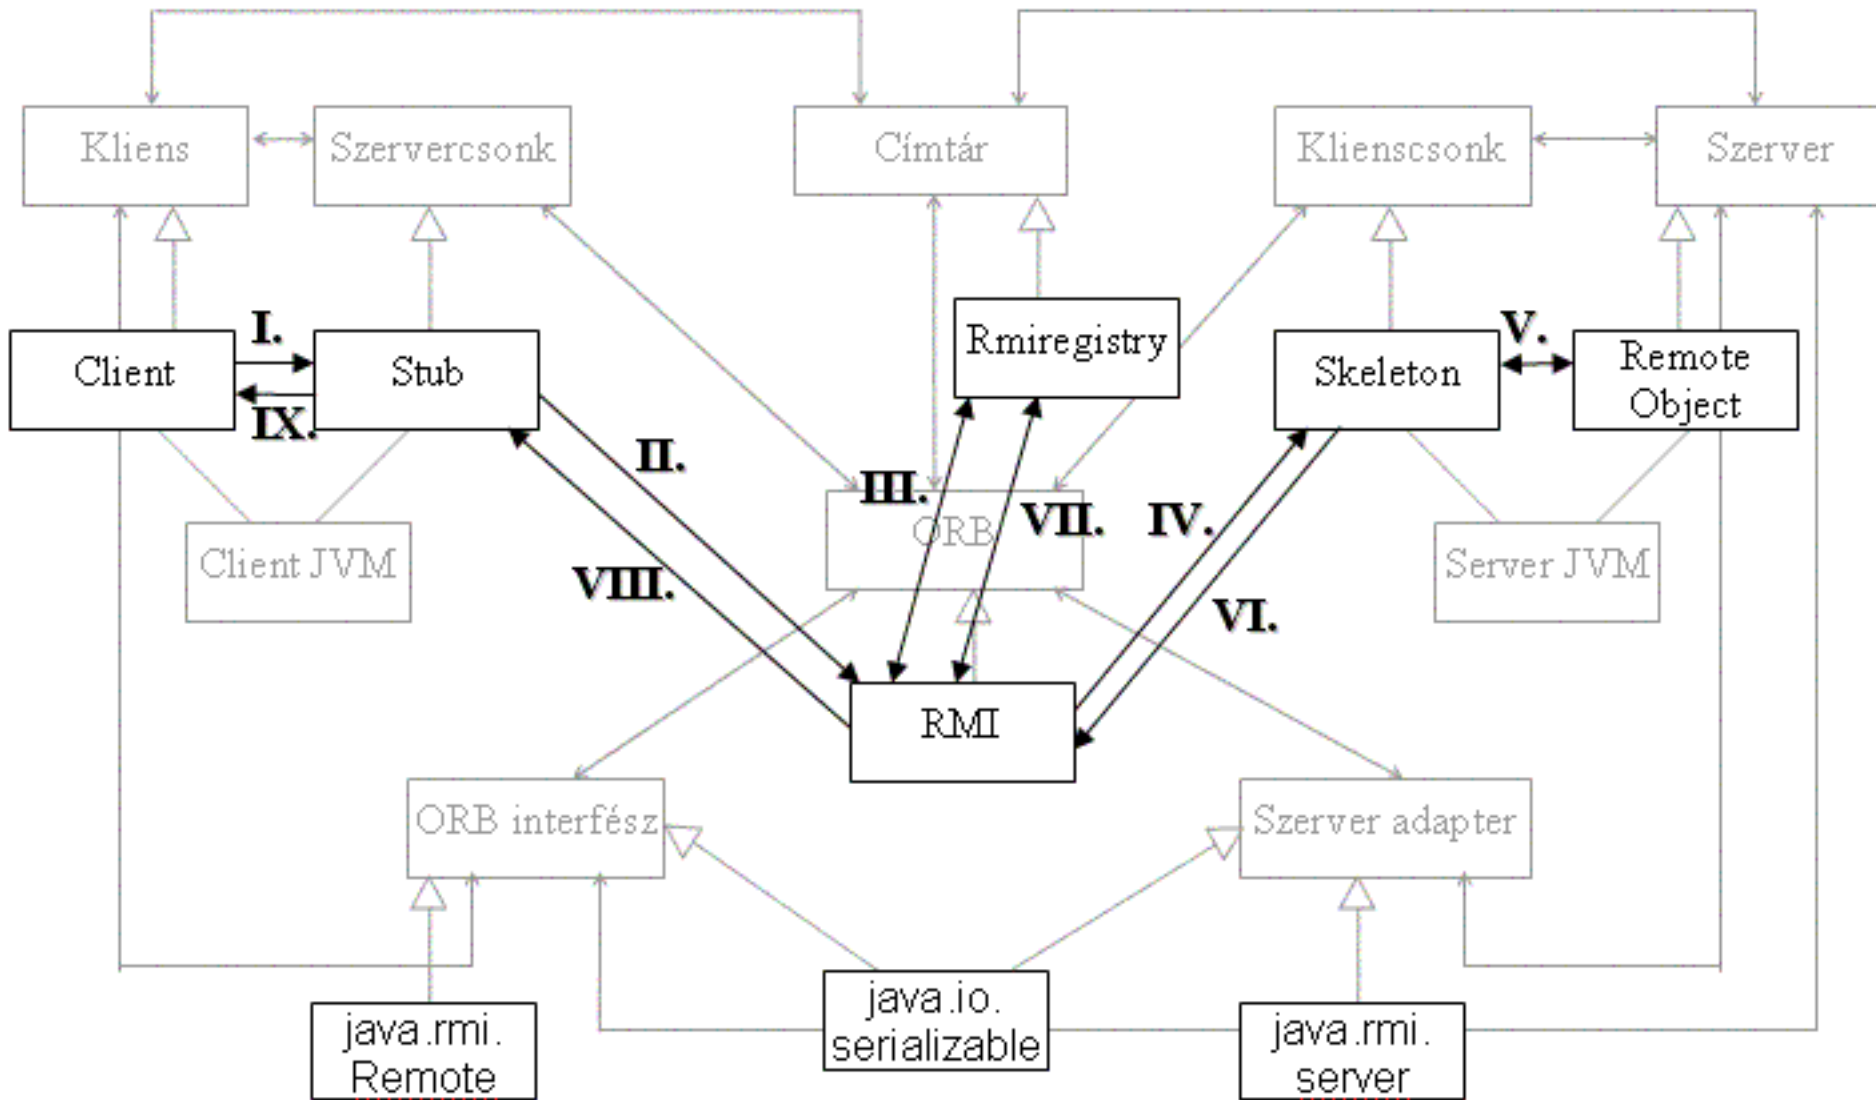 Kliens
Szervercsonk
Címtár
Klienscsonk
Szerver
I.
Client
Stub
IX.
Rmiregistry
Skeleton
V.
Remote
Object
II.
III.
VII.
IV.
ORB
Client JVM
Server JVM
VIII.
VI.
RMI
ORB interfész
Szerver adapter
java.rmi.
Remote
java.io.
serializable
java.rmi.
server